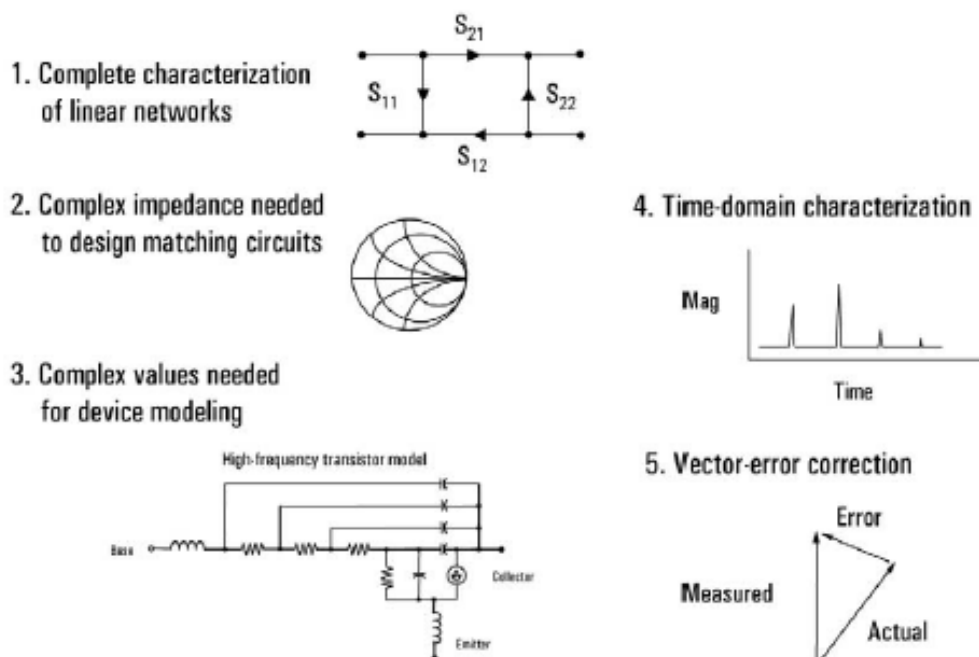 1. Complete characterization
of linear networks
S21
S11
S22
S12
2. Complex impedance needed
to design matching circuits
3. Complex values needed
for device modeling
High-frequency transistor model
Base
Collector
Emitter
4. Time-domain characterization
Mag
Time
5. Vector-error correction
Error
Measured
Actual